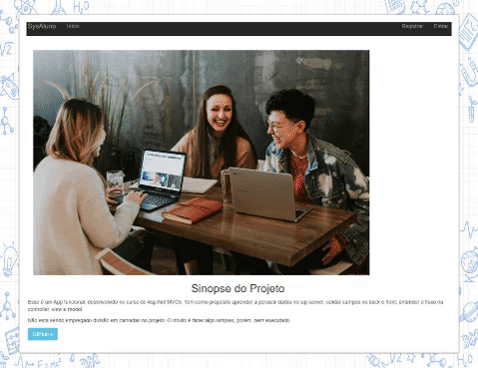 SysAluno Início Registrar Entrar
Sinopse do Projeto
Esse é um App funcional, desenvolvido no curso de Asp.Net MVC5. Tem como propósito aprender a persistir dados no sql-server, validar campos no back e front, entender o fluxo na
controller, view e model.
Não está sendo empregado divisão em camadas no projeto. O intuito é fazer algo simples, porém, bem executado.
GitHub »
H₂O
H₂O